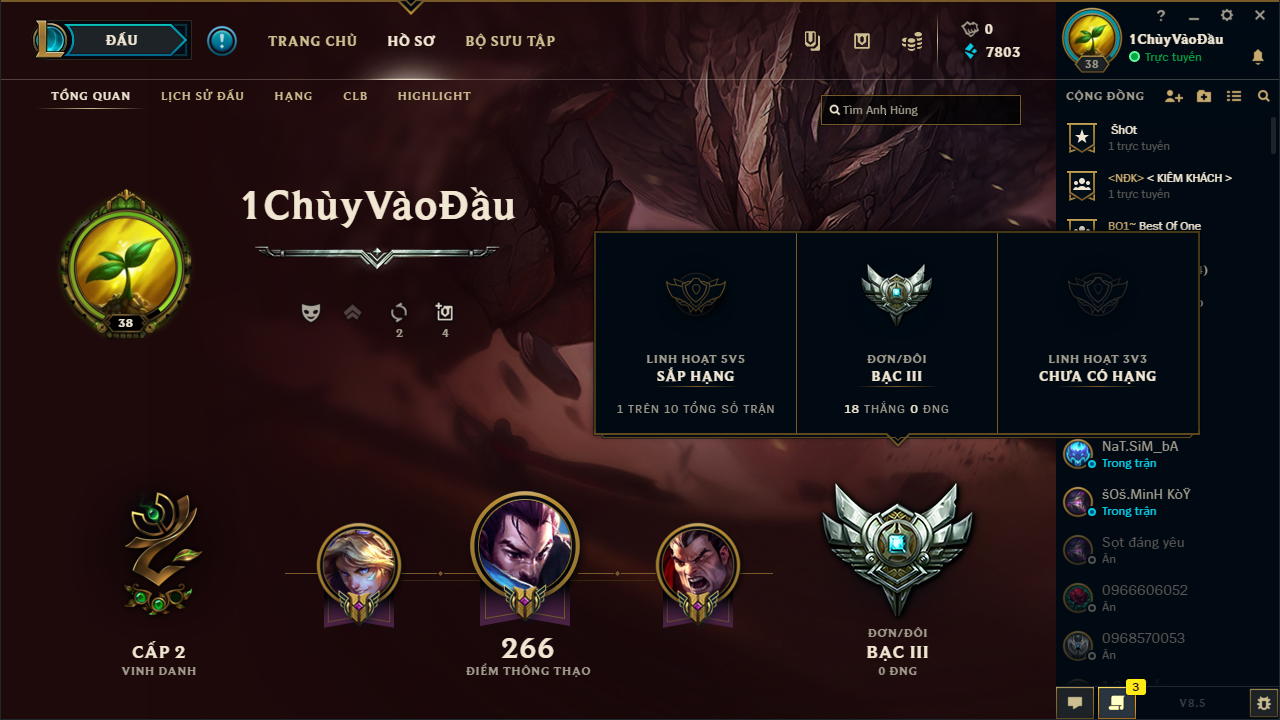 ĐẤU
TRANG CHỦ
HỒ SƠ
BỘ SƯU TẬP
0
7803
38
1ChùyVàoĐầu
Trực tuyến
TỔNG QUAN
LỊCH SỬ ĐẤU
HẠNG
CLB
HIGHLIGHT
Tìm Anh Hùng
CỘNG ĐỒNG
ŠhOt
1 trực tuyến
<NĐK> < KIẾM KHÁCH >
1 trực tuyến
BO1~ Best Of One
1ChùyVàoĐầu
38
2
4
LINH HOẠT 5V5
SẮP HẠNG
1 TRÊN 10 TỔNG SỐ TRẬN
ĐƠN/ĐÔI
BẠC III
18 THẮNG 0 ĐNG
LINH HOẠT 3V3
CHƯA CÓ HẠNG
NaT.SiM_bA
Trong trận
šOš.MinH KòŸ
Trong trận
Sọt đáng yêu
Ẩn
0966606052
Ẩn
0968570053
Ẩn
CẤP 2
VINH DANH
266
ĐIỂM THÔNG THẠO
ĐƠN/ĐÔI
BẠC III
0 ĐNG
3
V8.5